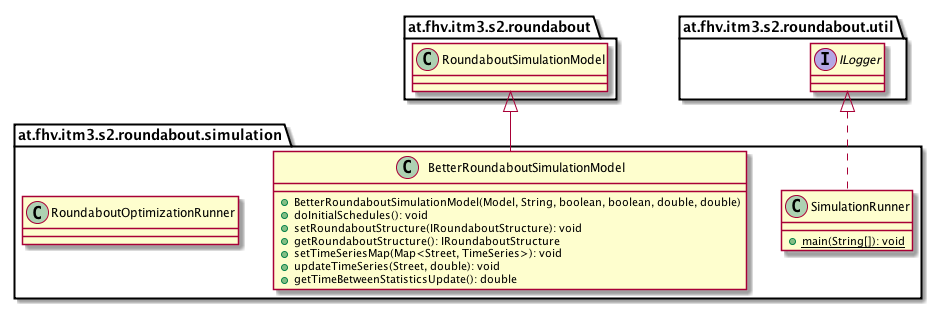 at.fhv.itm3.s2.roundabout
C RoundaboutSimulationModel
at.fhv.itm3.s2.roundabout.util
I ILogger
at.fhv.itm3.s2.roundabout.simulation
C RoundaboutOptimizationRunner
C BetterRoundaboutSimulationModel
BetterRoundaboutSimulationModel(Model, String, boolean, boolean, double, double)
doInitialSchedules(): void
setRoundaboutStructure(IRoundaboutStructure): void
getRoundaboutStructure(): IRoundaboutStructure
setTimeSeriesMap(Map<Street, TimeSeries>): void
updateTimeSeries(Street, double): void
getTimeBetweenStatisticsUpdate(): double
C SimulationRunner
main(String[]): void